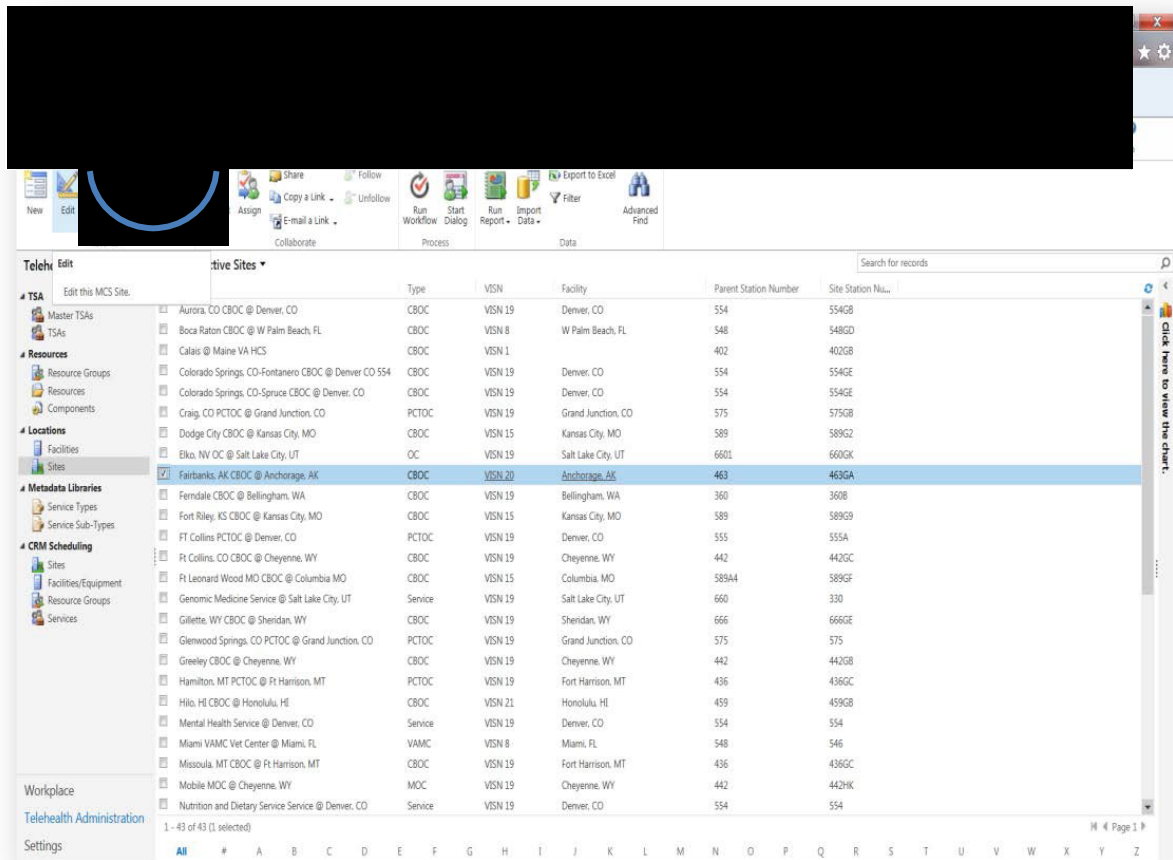 X
Share
Follow
Copy a Link
Unfollow
E-mail a Link
New
Edit
Assign
Collaborate
Run Workflow
Start Dialog
Process
Run Report
Import Data
Export to Excel
Filter
Advanced Find
Data
Edit
Edit this MCS Site.
Teleh
tive Sites
Search for records
TSA
Master TSAs
TSAs
Resources
Resource Groups
Resources
Components
Locations
Facilities
Sites
Metadata Libraries
Service Types
Service Sub-Types
CRM Scheduling
Sites
Facilities/Equipment
Resource Groups
Services
Workplace
Telehealth Administration
Settings
Type VISN Facility Parent Station Number Site Station Nu...
Aurora, CO CBOC @ Denver, CO CBOC VISN 19 Denver, CO 554 554GB
Boca Raton CBOC @ W Palm Beach, FL CBOC VISN 8 W Palm Beach, FL 548 548GD
Calais @ Maine VA HCS CBOC VISN 1 402 402GB
Colorado Springs, CO-Fontanero CBOC @ Denver CO 554 CBOC VISN 19 Denver, CO 554 554GE
Colorado Springs, CO-Spruce CBOC @ Denver, CO CBOC VISN 19 Denver, CO 554 554GE
Craig, CO PCTOC @ Grand Junction, CO PCTOC VISN 19 Grand Junction, CO 575 575GB
Dodge City CBOC @ Kansas City, MO CBOC VISN 15 Kansas City, MO 589 589G2
Elko, NV OC @ Salt Lake City, UT OC VISN 19 Salt Lake City, UT 6601 660GK
Fairbanks, AK CBOC @ Anchorage, AK CBOC VISN 20 Anchorage, AK 463 463GA
Ferndale CBOC @ Bellingham, WA CBOC VISN 19 Bellingham, WA 360 360B
Fort Riley, KS CBOC @ Kansas City, MO CBOC VISN 15 Kansas City, MO 589 589G9
FT Collins PCTOC @ Denver, CO PCTOC VISN 19 Denver, CO 555 555A
Ft Collins, CO CBOC @ Cheyenne, WY CBOC VISN 19 Cheyenne, WY 442 442GC
Ft Leonard Wood MO CBOC @ Columbia MO CBOC VISN 15 Columbia, MO 589A4 589GF
Genomic Medicine Service @ Salt Lake City, UT Service VISN 19 Salt Lake City, UT 660 330
Gillette, WY CBOC @ Sheridan, WY CBOC VISN 19 Sheridan, WY 666 666GE
Glenwood Springs, CO PCTOC @ Grand Junction, CO PCTOC VISN 19 Grand Junction, CO 575 575
Greeley CBOC @ Cheyenne, WY CBOC VISN 19 Cheyenne, WY 442 442GB
Hamilton, MT PCTOC @ Ft Harrison, MT PCTOC VISN 19 Fort Harrison, MT 436 436GC
Hilo, HI CBOC @ Honolulu, HI CBOC VISN 21 Honolulu, HI 459 459GB
Mental Health Service @ Denver, CO Service VISN 19 Denver, CO 554 554
Miami VAMC Vet Center @ Miami, FL VAMC VISN 8 Miami, FL 548 546
Missoula, MT CBOC @ Ft Harrison, MT CBOC VISN 19 Fort Harrison, MT 436 436GC
Mobile MOC @ Cheyenne, WY MOC VISN 19 Cheyenne, WY 442 442HK
Nutrition and Dietary Service Service @ Denver, CO Service VISN 19 Denver, CO 554 554
1 - 43 of 43 (1 selected) Page 1
All # A B C D E F G H I J K L M N O P Q R S T U V W X Y Z
Click here to view the chart.